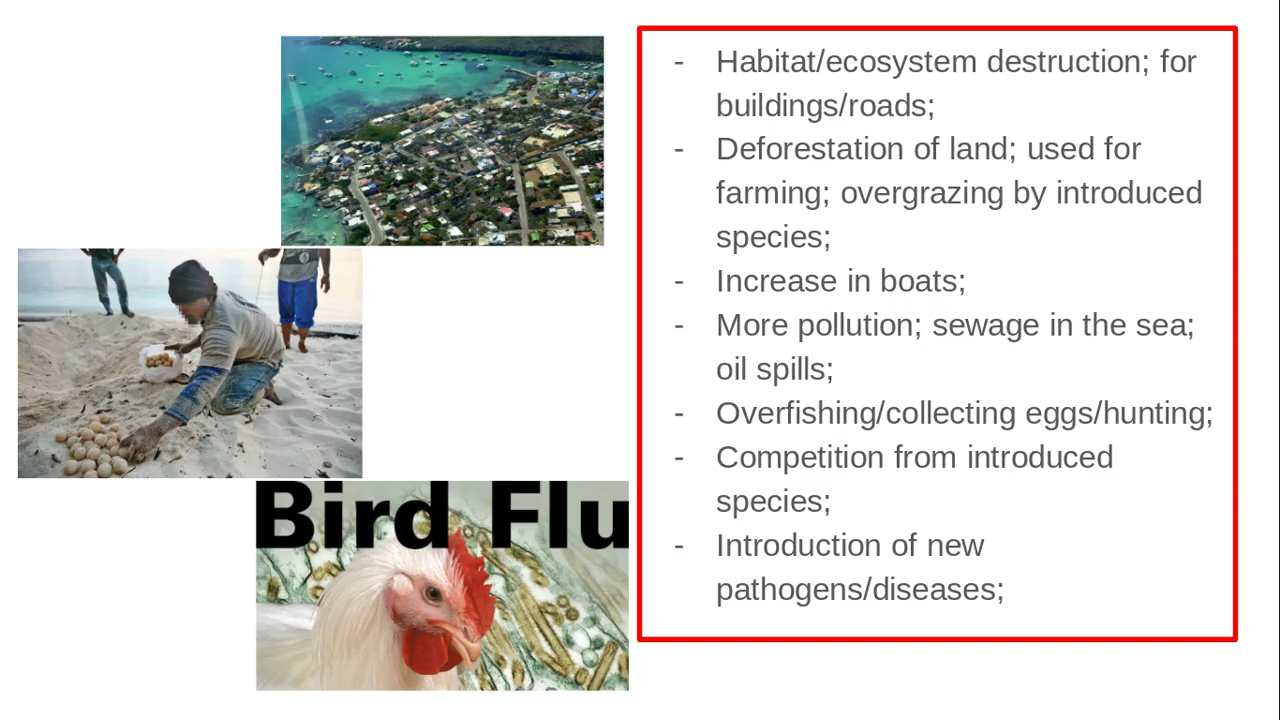 - Habitat/ecosystem destruction; for
buildings/roads;
- Deforestation of land; used for
farming; overgrazing by introduced
species;
- Increase in boats;
- More pollution; sewage in the sea;
oil spills;
- Overfishing/collecting eggs/hunting;
- Competition from introduced
species;
- Introduction of new
pathogens/diseases;
Bird Flu